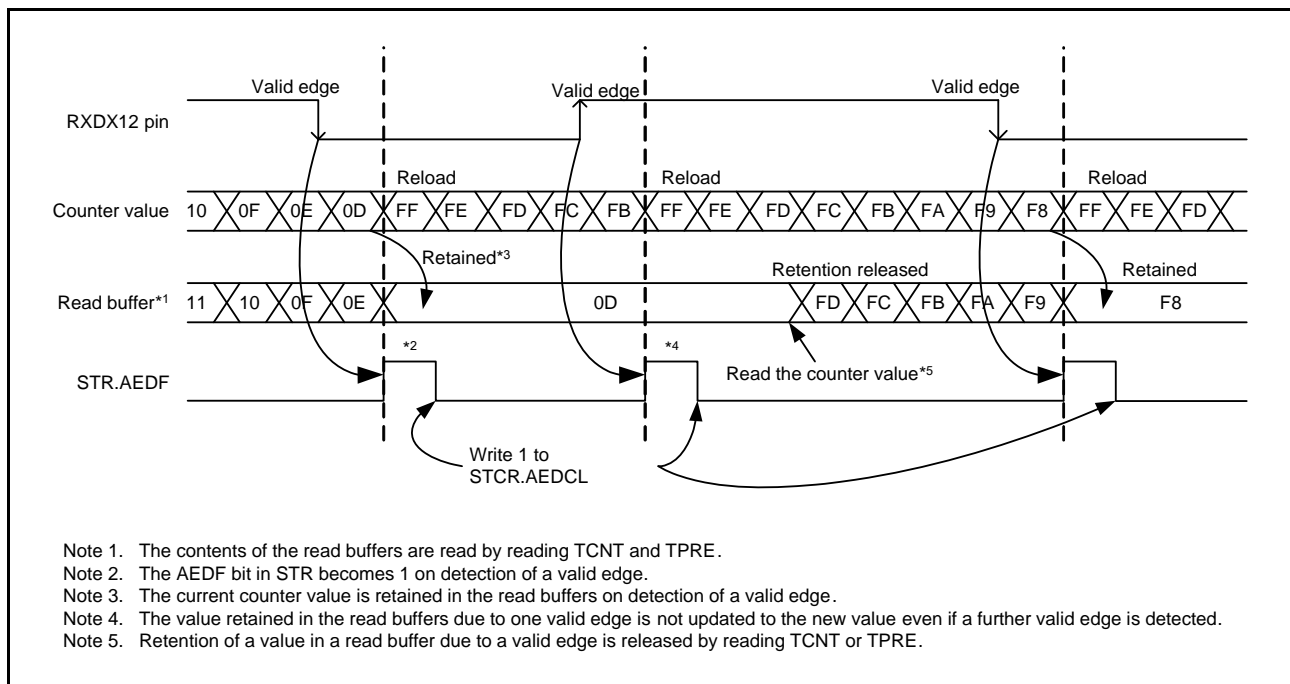 Valid edge
Valid edge
Valid edge
RXDX12 pin
Reload
Reload
Reload
Counter value
10 0F 0E 0D FF FE FD FC FB FF FE FD FC FB FA F9 F8 FF FE FD
Retained*3
Retention released
Retained
Read buffer*1
11 10 0F 0E 0D FD FC FB FA F9 F8
*2
*4
Read the counter value*5
STR.AEDF
Write 1 to
STCR.AEDCL
Note 1. The contents of the read buffers are read by reading TCNT and TPRE.
Note 2. The AEDF bit in STR becomes 1 on detection of a valid edge.
Note 3. The current counter value is retained in the read buffers on detection of a valid edge.
Note 4. The value retained in the read buffers due to one valid edge is not updated to the new value even if a further valid edge is detected.
Note 5. Retention of a value in a read buffer due to a valid edge is released by reading TCNT or TPRE.